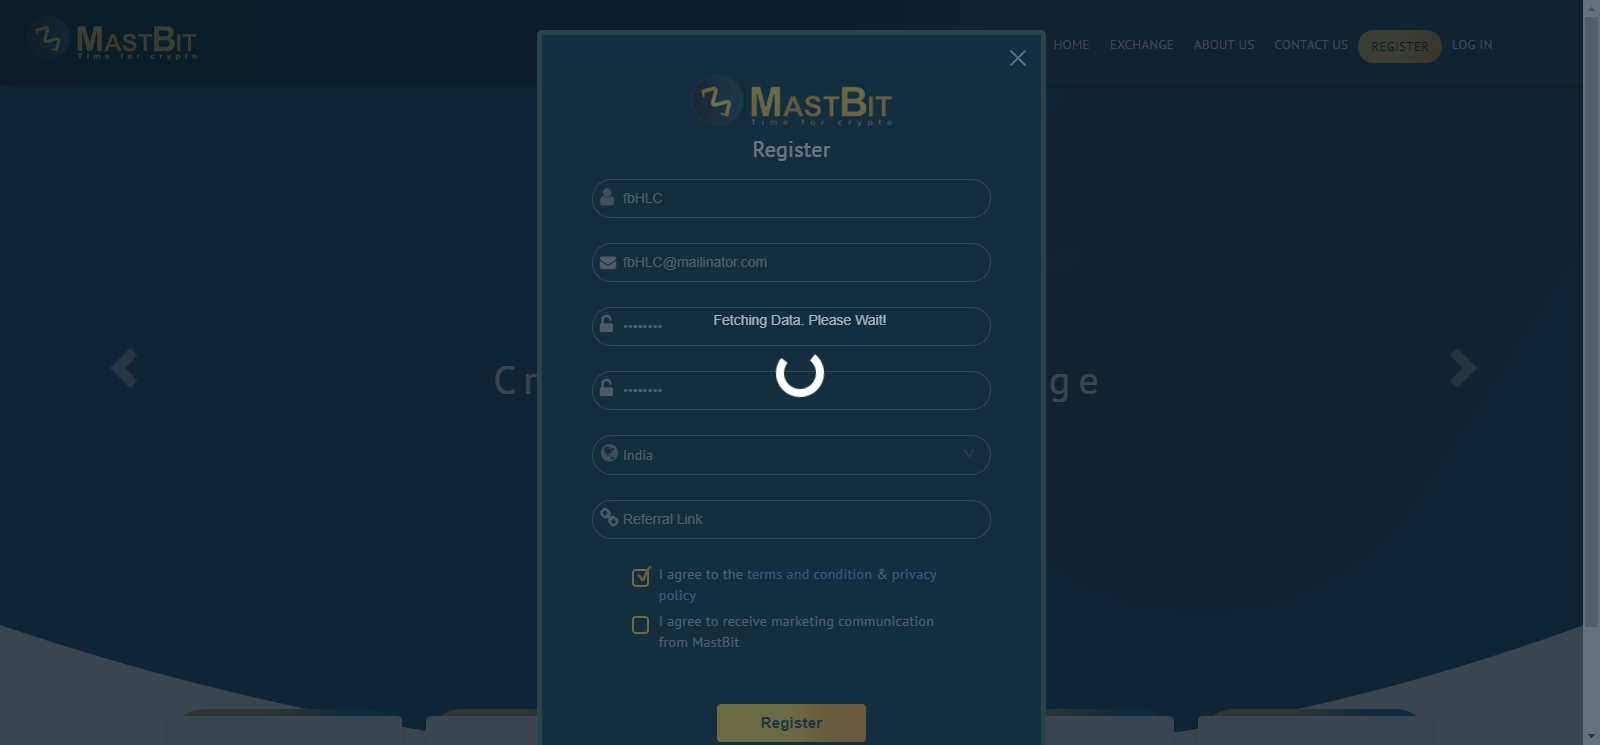 MASTBIT
Time for crypto
HOME
EXCHANGE
ABOUT US
CONTACT US
REGISTER
LOG IN
MASTBIT
Time for crypto
Register
fbHLC
fbHLC@mailinator.com
Fetching Data. Please Wait!
••••••••
••••••••
Cr
ge
India
Referral Link
I agree to the terms and condition & privacy
policy
I agree to receive marketing communication
from MastBit
Register